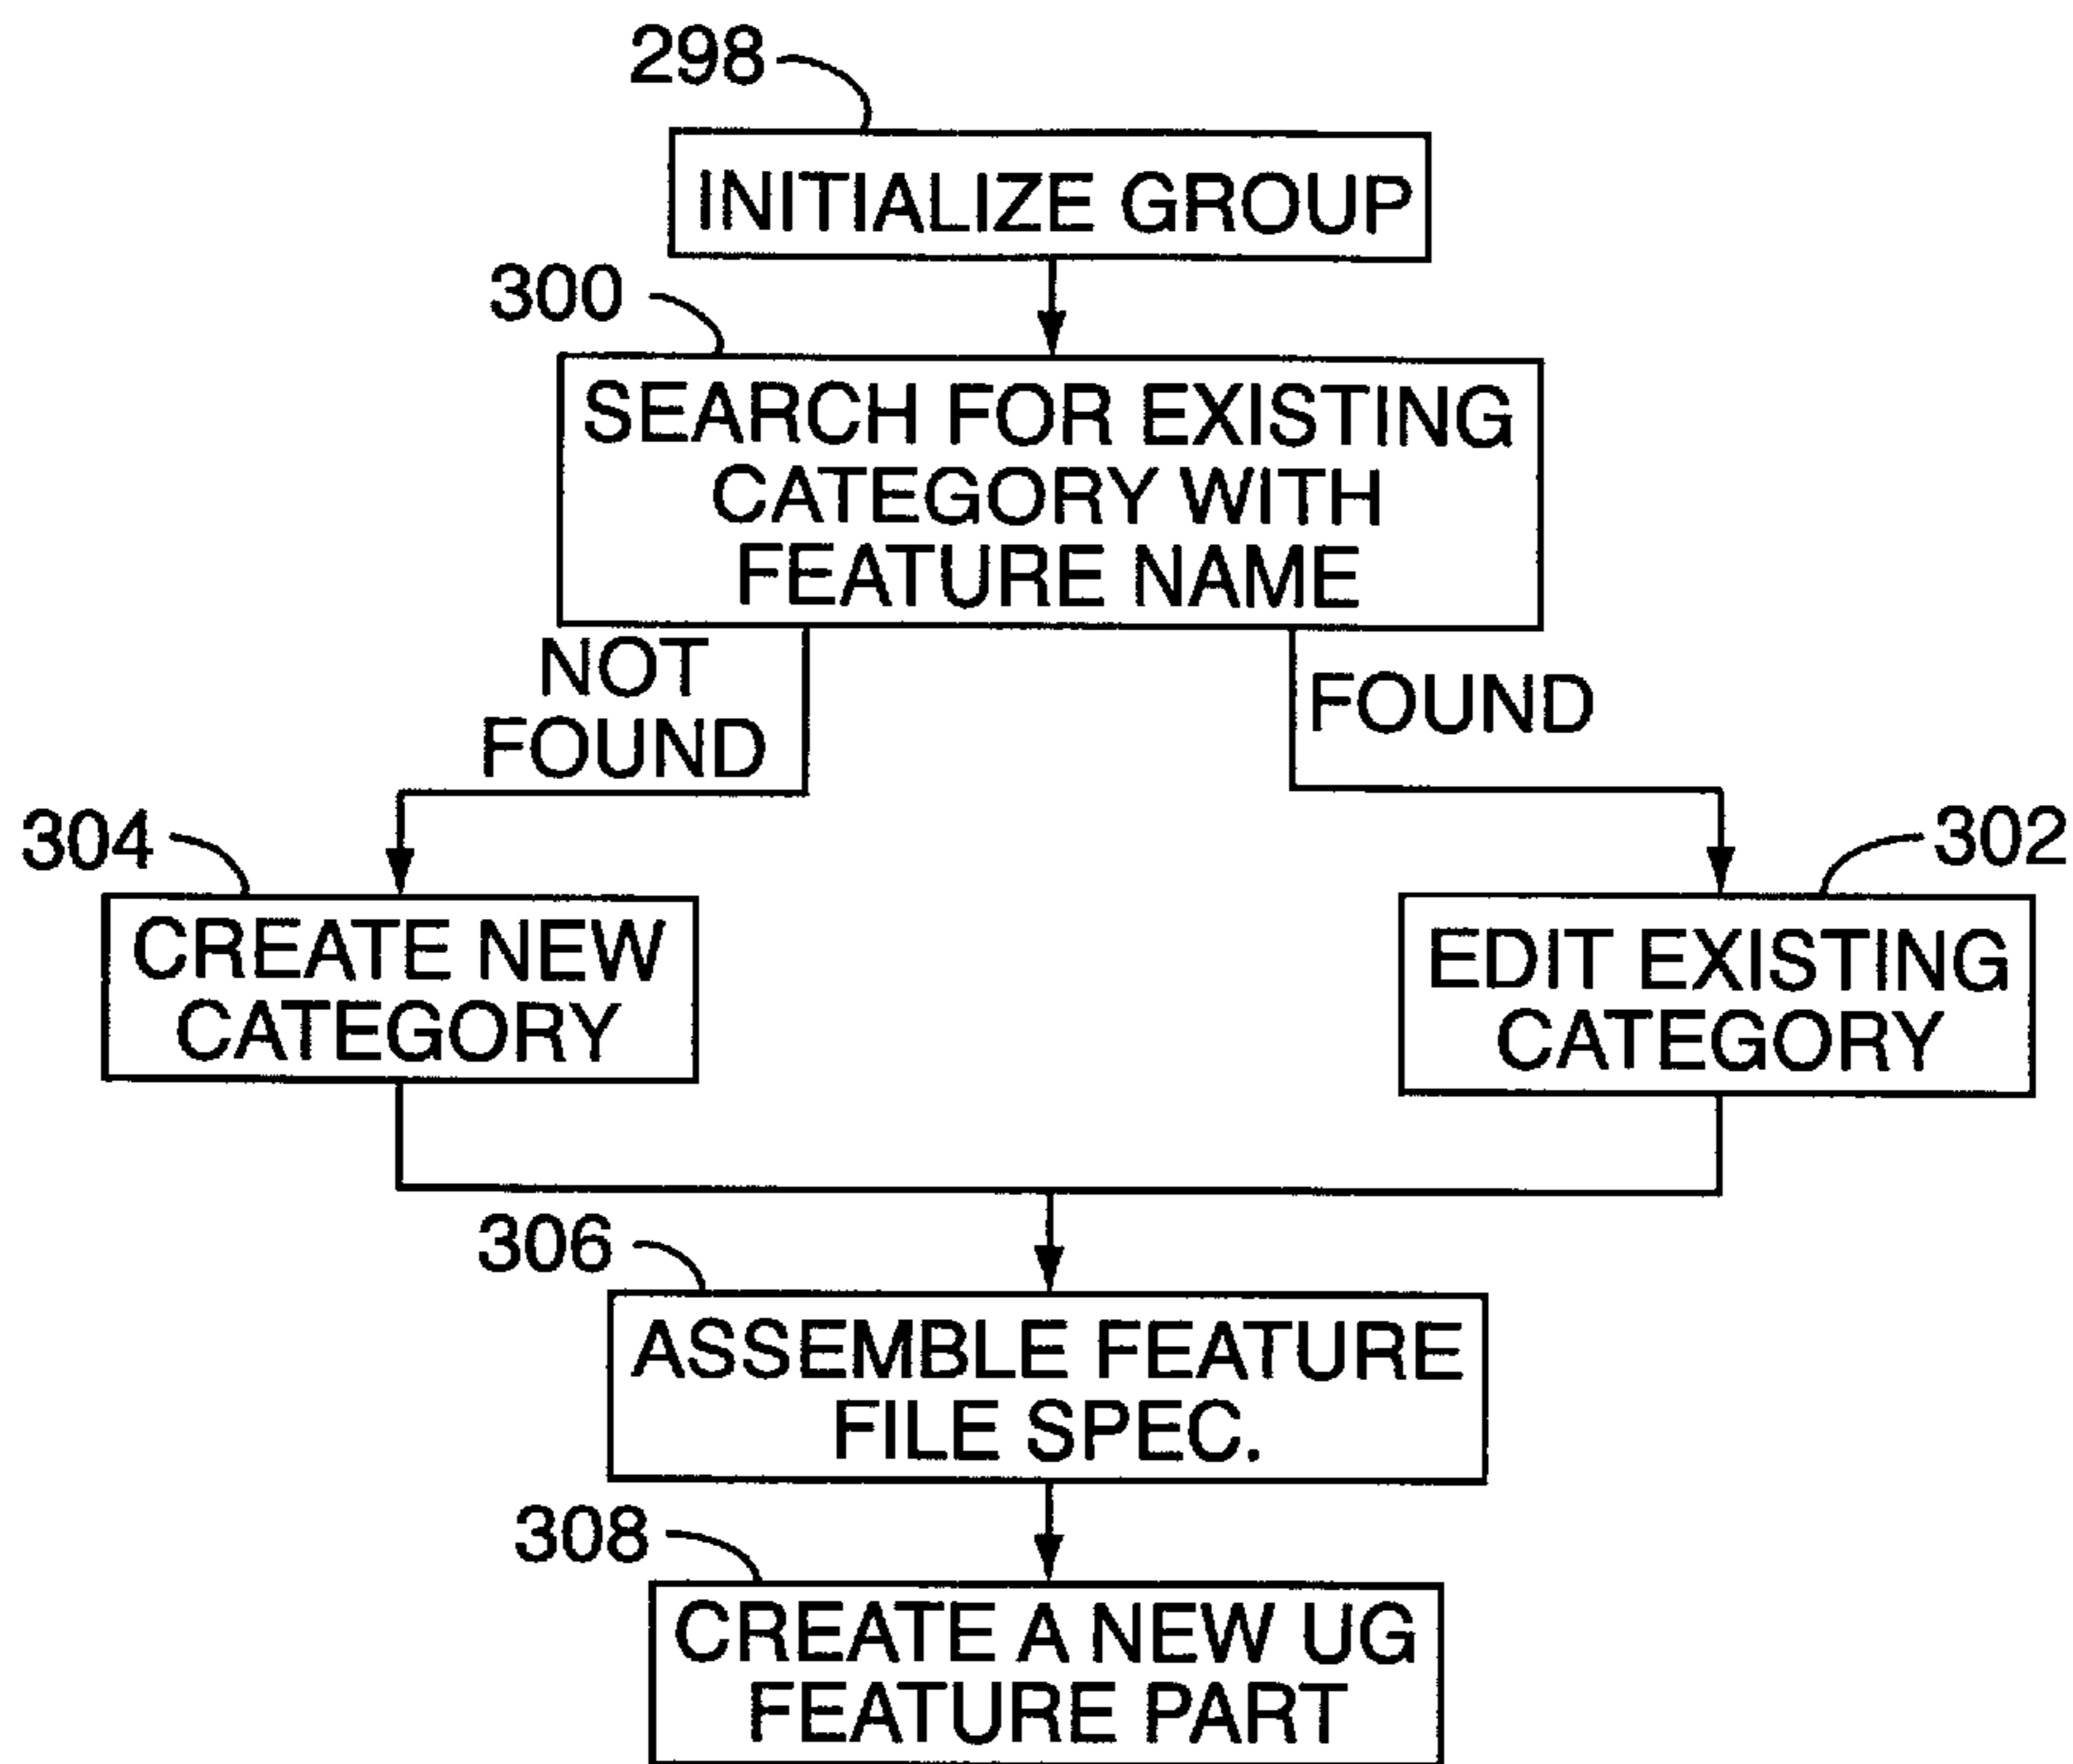 298
INITIALIZE GROUP
300
SEARCH FOR EXISTING
CATEGORY WITH
FEATURE NAME
NOT
FOUND
FOUND
304
302
CREATE NEW
CATEGORY
EDIT EXISTING
CATEGORY
306
ASSEMBLE FEATURE
FILE SPEC.
308
CREATE A NEW UG
FEATURE PART